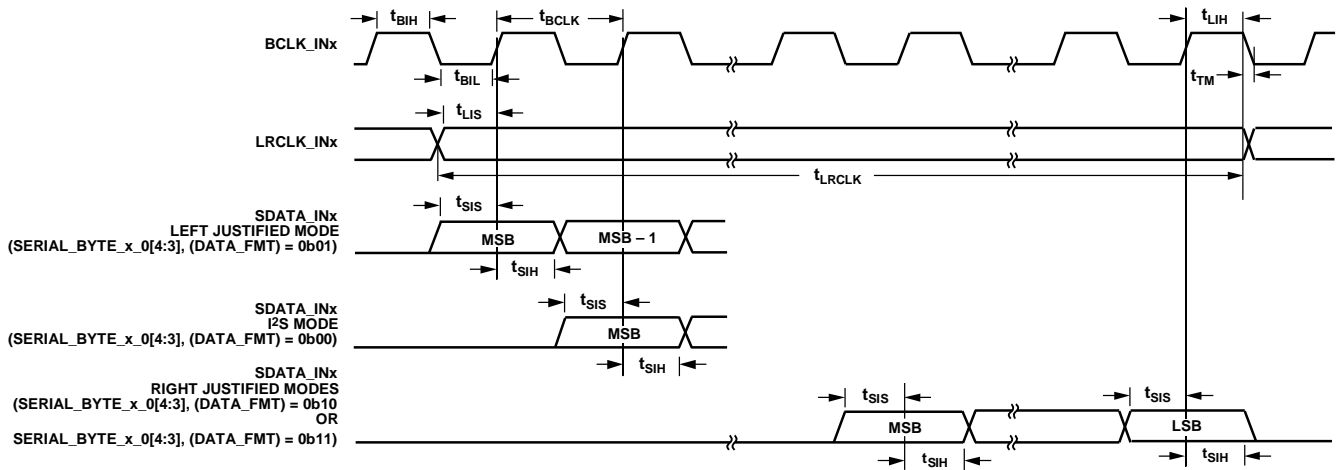 tBIH
tBCLK
tLIH
BCLK_INx
tBIL
tTM
tLIS
LRCLK_INx
tLRCLK
tSIS
SDATA_INx
LEFT JUSTIFIED MODE
(SERIAL_BYTE_x_0[4:3], (DATA_FMT) = 0b01)
MSB
MSB – 1
tSIH
tSIS
SDATA_INx
I2S MODE
(SERIAL_BYTE_x_0[4:3], (DATA_FMT) = 0b00)
MSB
tSIH
SDATA_INx
RIGHT JUSTIFIED MODES
(SERIAL_BYTE_x_0[4:3], (DATA_FMT) = 0b10
OR
SERIAL_BYTE_x_0[4:3], (DATA_FMT) = 0b11)
tSIS
tSIS
MSB
LSB
tSIH
tSIH